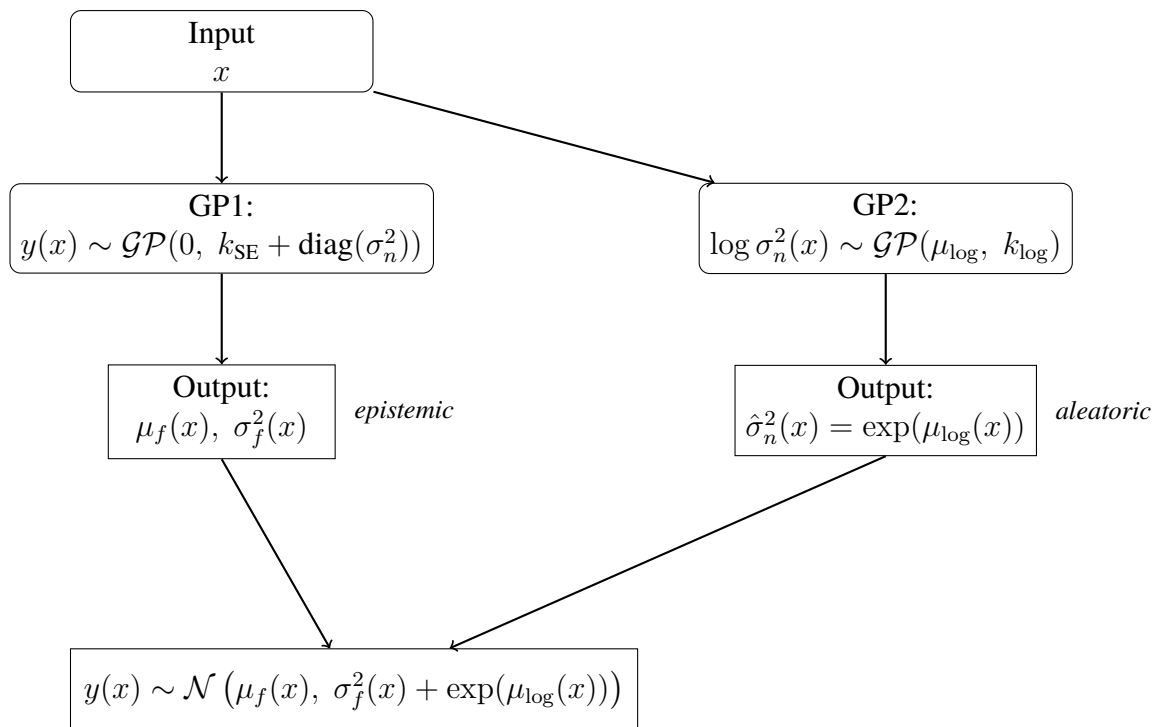 Input
x
GP1:
y(x) ∼ 𝒢𝒫(0, k_SE + diag(σ_n^2))
GP2:
log σ_n^2(x) ∼ 𝒢𝒫(μ_log, k_log)
Output:
μ_f(x), σ_f^2(x)
epistemic
Output:
σ̂_n^2(x) = exp(μ_log(x))
aleatoric
y(x) ∼ 𝒩(μ_f(x), σ_f^2(x) + exp(μ_log(x)))